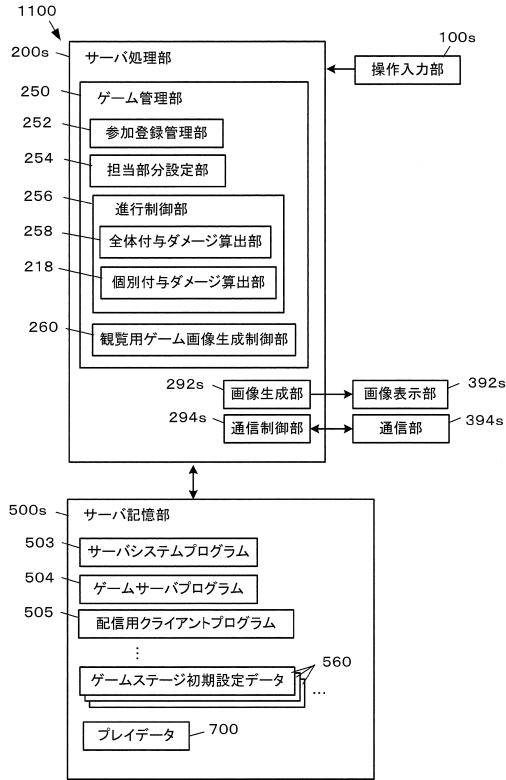 1100
200s
サーバ処理部
100s
操作入力部
250
ゲーム管理部
252
参加登録管理部
254
担当部分設定部
256
進行制御部
258
全体付与ダメージ算出部
218
個別付与ダメージ算出部
260
観覧用ゲーム画像生成制御部
292s
画像生成部
画像表示部
392s
294s
通信制御部
通信部
394s
500s
サーバ記憶部
503
サーバシステムプログラム
504
ゲームサーバプログラム
505
配信用クライアントプログラム
⋮
560
ゲームステージ初期設定データ
…
プレイデータ
700